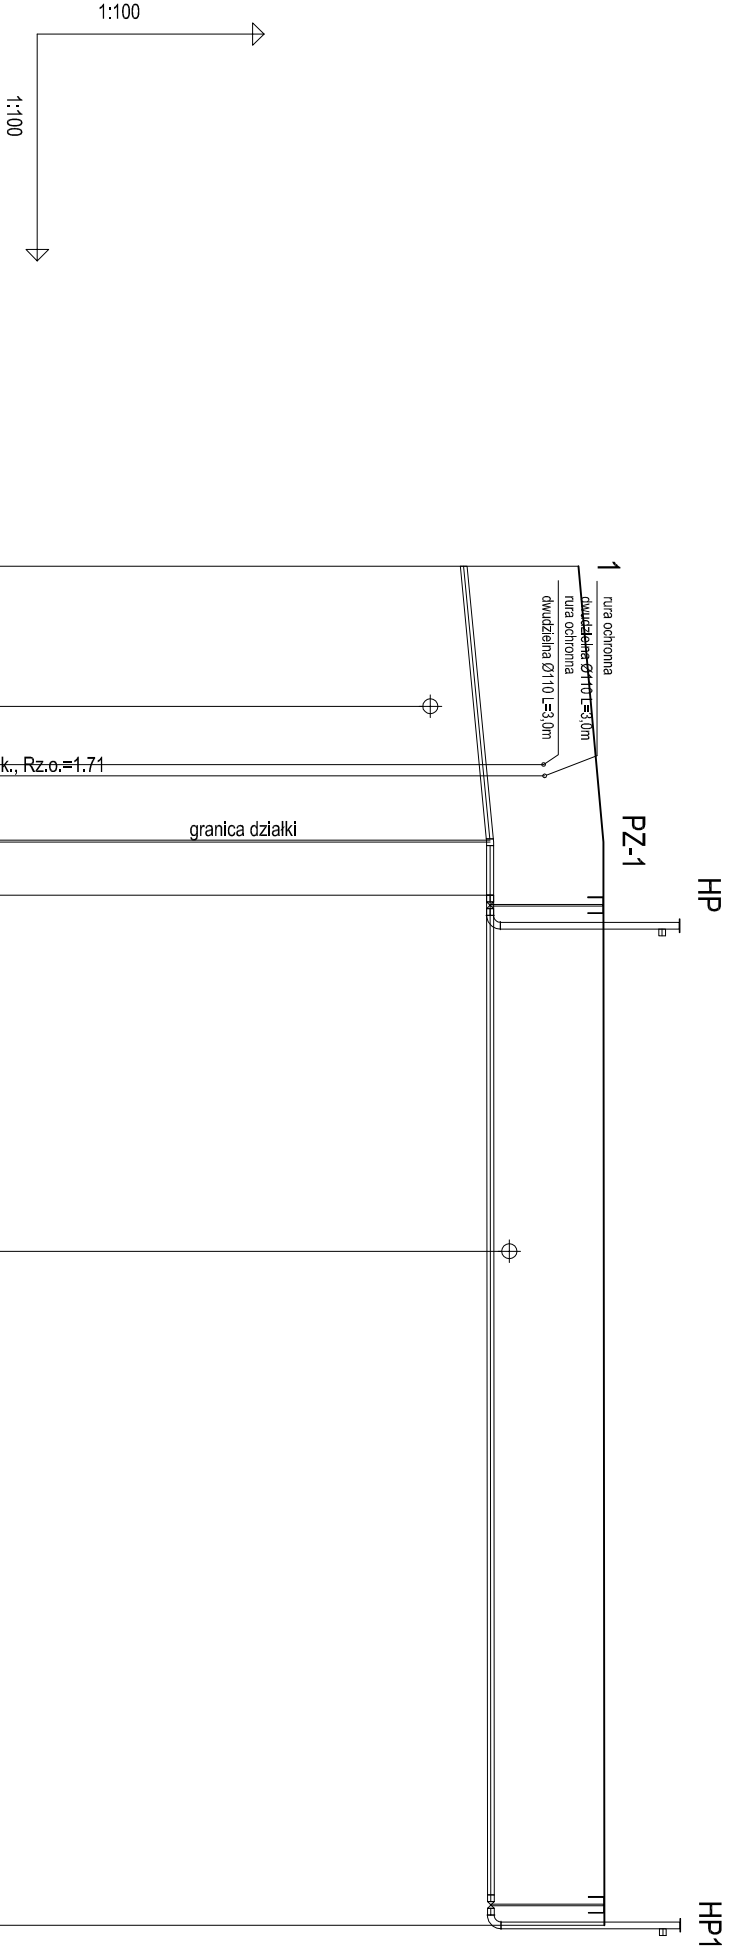 1:100
1:100
1
rura ochronna
dwudzielna Ø110 L=3,0m
rura ochronna
dwudzielna Ø110 L=3,0m
k., Rz.o.=1.71
granica działki
PZ-1
HP
HP1